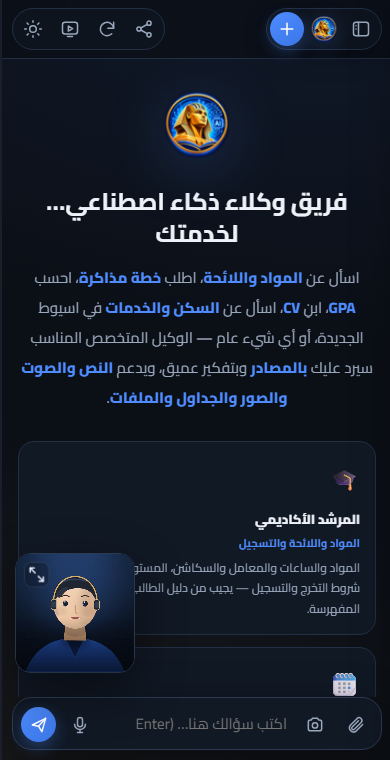 فريق وكلاء ذكاء اصطناعي...
لخدمتك
اسأل عن المواد واللائحة، اطلب خطة مذاكرة، احسب
GPA، ابنِ CV، اسأل عن السكن والخدمات في اسيوط
الجديدة، أو أي شيء عام — الوكيل المتخصص المناسب
سيرد عليك بالمصادر وبتفكير عميق، ويدعم النص والصوت
والصور والجداول والملفات.
المرشد الأكاديمي
المواد واللائحة والتسجيل
المواد والساعات والمعامل والسكاشن،
شروط التخرج والتسجيل — يجيب من دليل
المفهرسة.
اكتب سؤالك هنا... (Enter